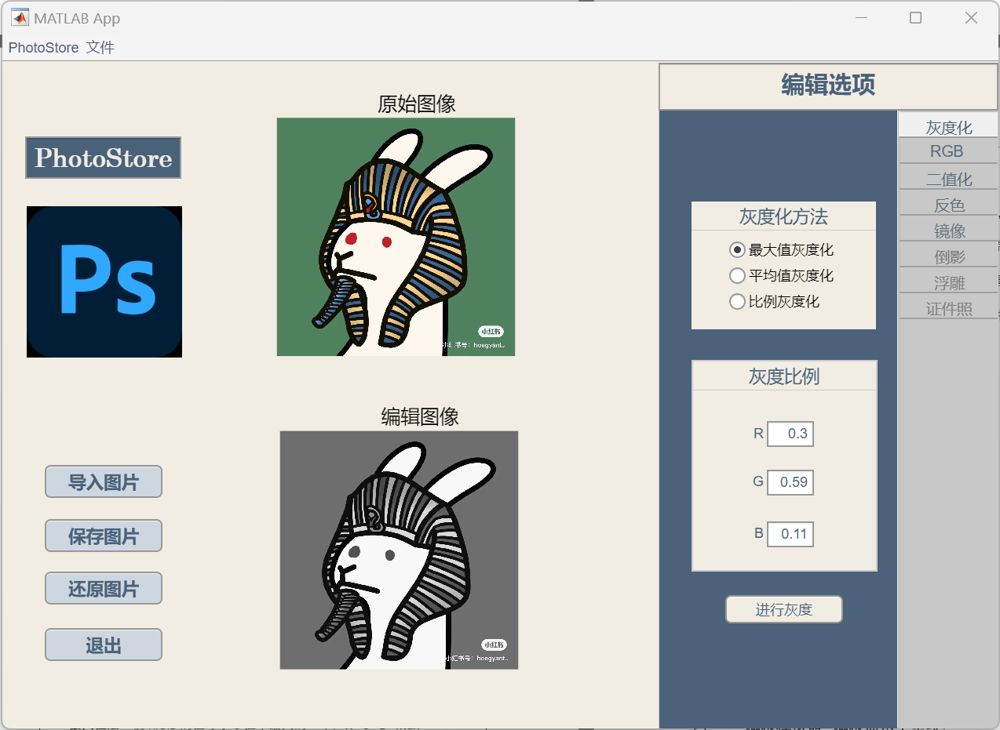 MATLAB App
PhotoStore 文件
PhotoStore
Ps
导入图片
保存图片
还原图片
退出
原始图像
小红书
小红书号：hongyant..
编辑图像
小红书
小红书号：hongyant..
编辑选项
灰度化方法
最大值灰度化
平均值灰度化
比例灰度化
灰度比例
R 0.3
G 0.59
B 0.11
进行灰度
灰度化
RGB
二值化
反色
镜像
倒影
浮雕
证件照